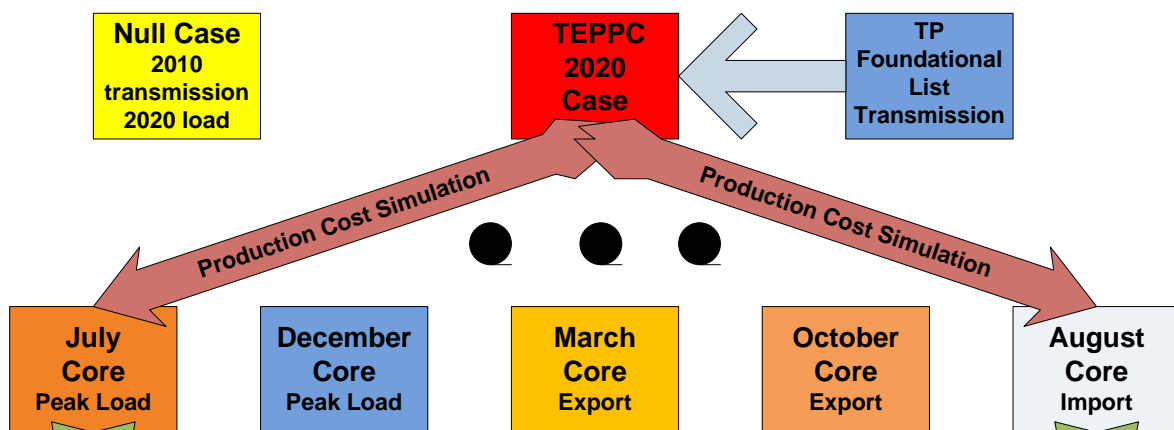 Null Case
2010
transmission
2020 load
TEPPC
2020
Case
TP
Foundational
List
Transmission
Production Cost Simulation
Production Cost Simulation
July
Core
Peak Load
December
Core
Peak Load
March
Core
Export
October
Core
Export
August
Core
Import